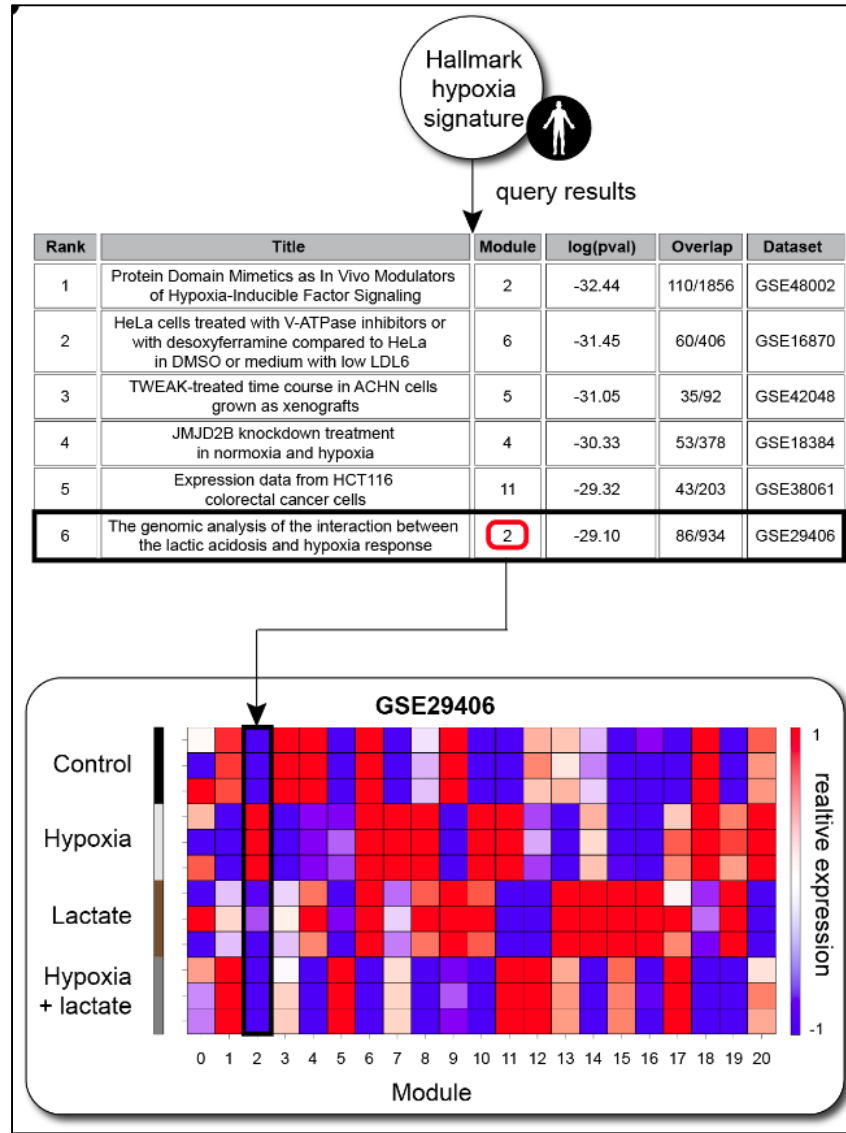 Hallmark
hypoxia
signature
query results
Rank Title Module log(pval) Overlap Dataset
1 Protein Domain Mimetics as In Vivo Modulators of Hypoxia-Inducible Factor Signaling 2 -32.44 110/1856 GSE48002
2 HeLa cells treated with V-ATPase inhibitors or with desoxyferramine compared to HeLa in DMSO or medium with low LDL6 6 -31.45 60/406 GSE16870
3 TWEAK-treated time course in ACHN cells grown as xenografts 5 -31.05 35/92 GSE42048
4 JMJD2B knockdown treatment in normoxia and hypoxia 4 -30.33 53/378 GSE18384
5 Expression data from HCT116 colorectal cancer cells 11 -29.32 43/203 GSE38061
6 The genomic analysis of the interaction between the lactic acidosis and hypoxia response 2 -29.10 86/934 GSE29406
GSE29406
Control
Hypoxia
Lactate
Hypoxia
+ lactate
1
realtive expression
-1
0 1 2 3 4 5 6 7 8 9 10 11 12 13 14 15 16 17 18 19 20
Module